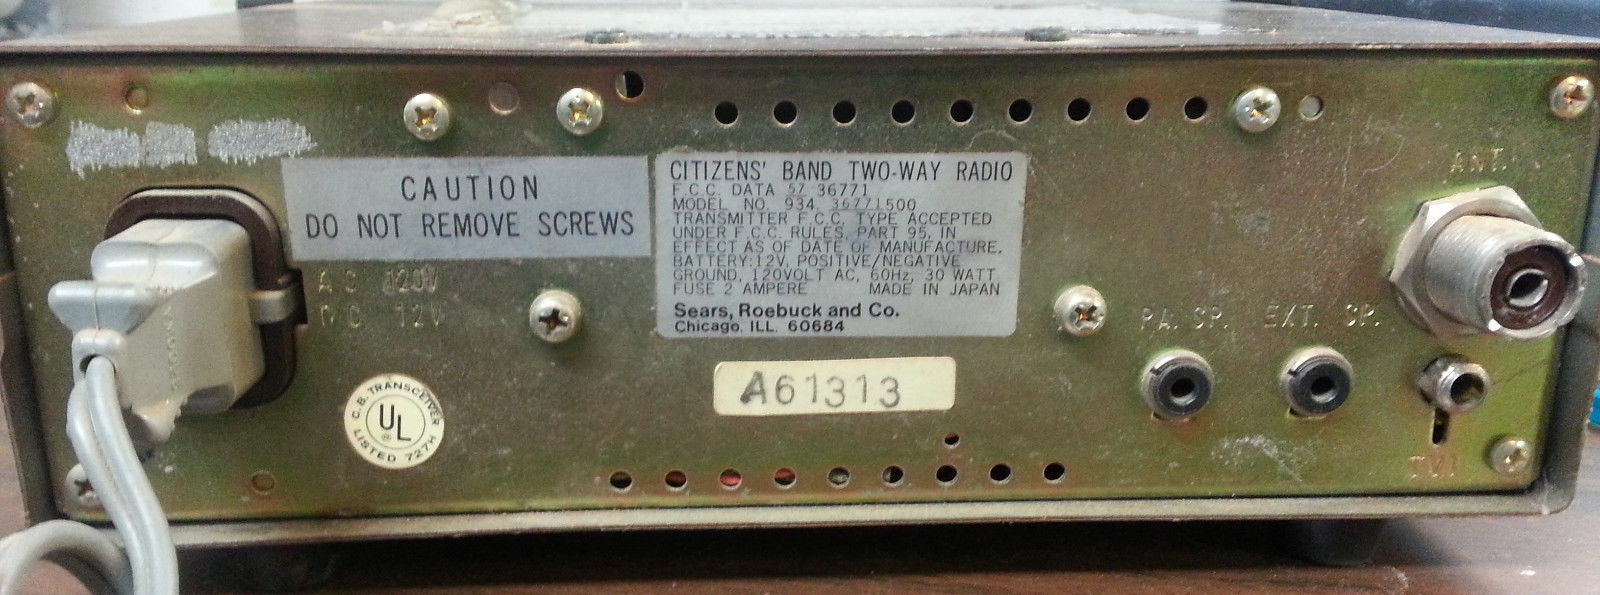 CAUTION
DO NOT REMOVE SCREWS
CITIZENS' BAND TWO-WAY RADIO
F.C.C. DATA 57 36771
MODEL NO. 934.36771500
TRANSMITTER F.C.C. TYPE ACCEPTED
UNDER F.C.C. RULES, PART 95, IN
EFFECT AS OF DATE OF MANUFACTURE.
BATTERY:12V, POSITIVE/NEGATIVE
GROUND, 120VOLT AC, 60Hz, 30 WATT
FUSE 2 AMPERE MADE IN JAPAN
Sears, Roebuck and Co.
Chicago, ILL. 60684
ANT.
120V
D.C. 12V
PA. SP. EXT. SP.
A61313
C.B. TRANSCEIVER
UL
LISTED 727H
TVI